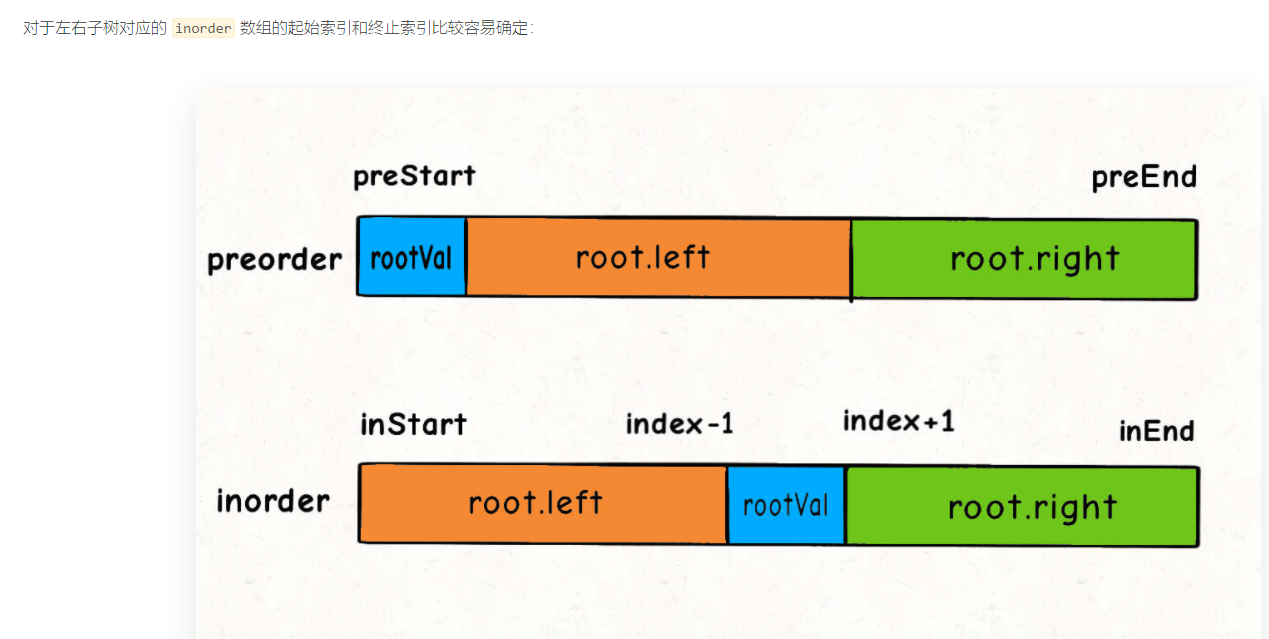 对于左右子树对应的 inorder 数组的起始索引和终止索引比较容易确定：
preStart preEnd
preorder rootVal root.left root.right
inStart index-1 index+1 inEnd
inorder root.left rootVal root.right